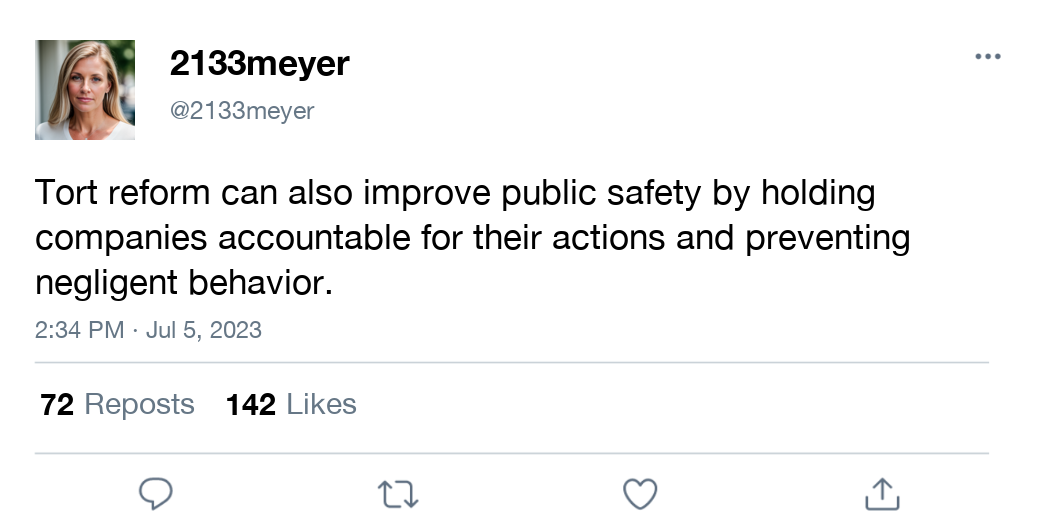 2133meyer
@2133meyer
Tort reform can also improve public safety by holding
companies accountable for their actions and preventing
negligent behavior.
2:34 PM · Jul 5, 2023
72 Reposts 142 Likes